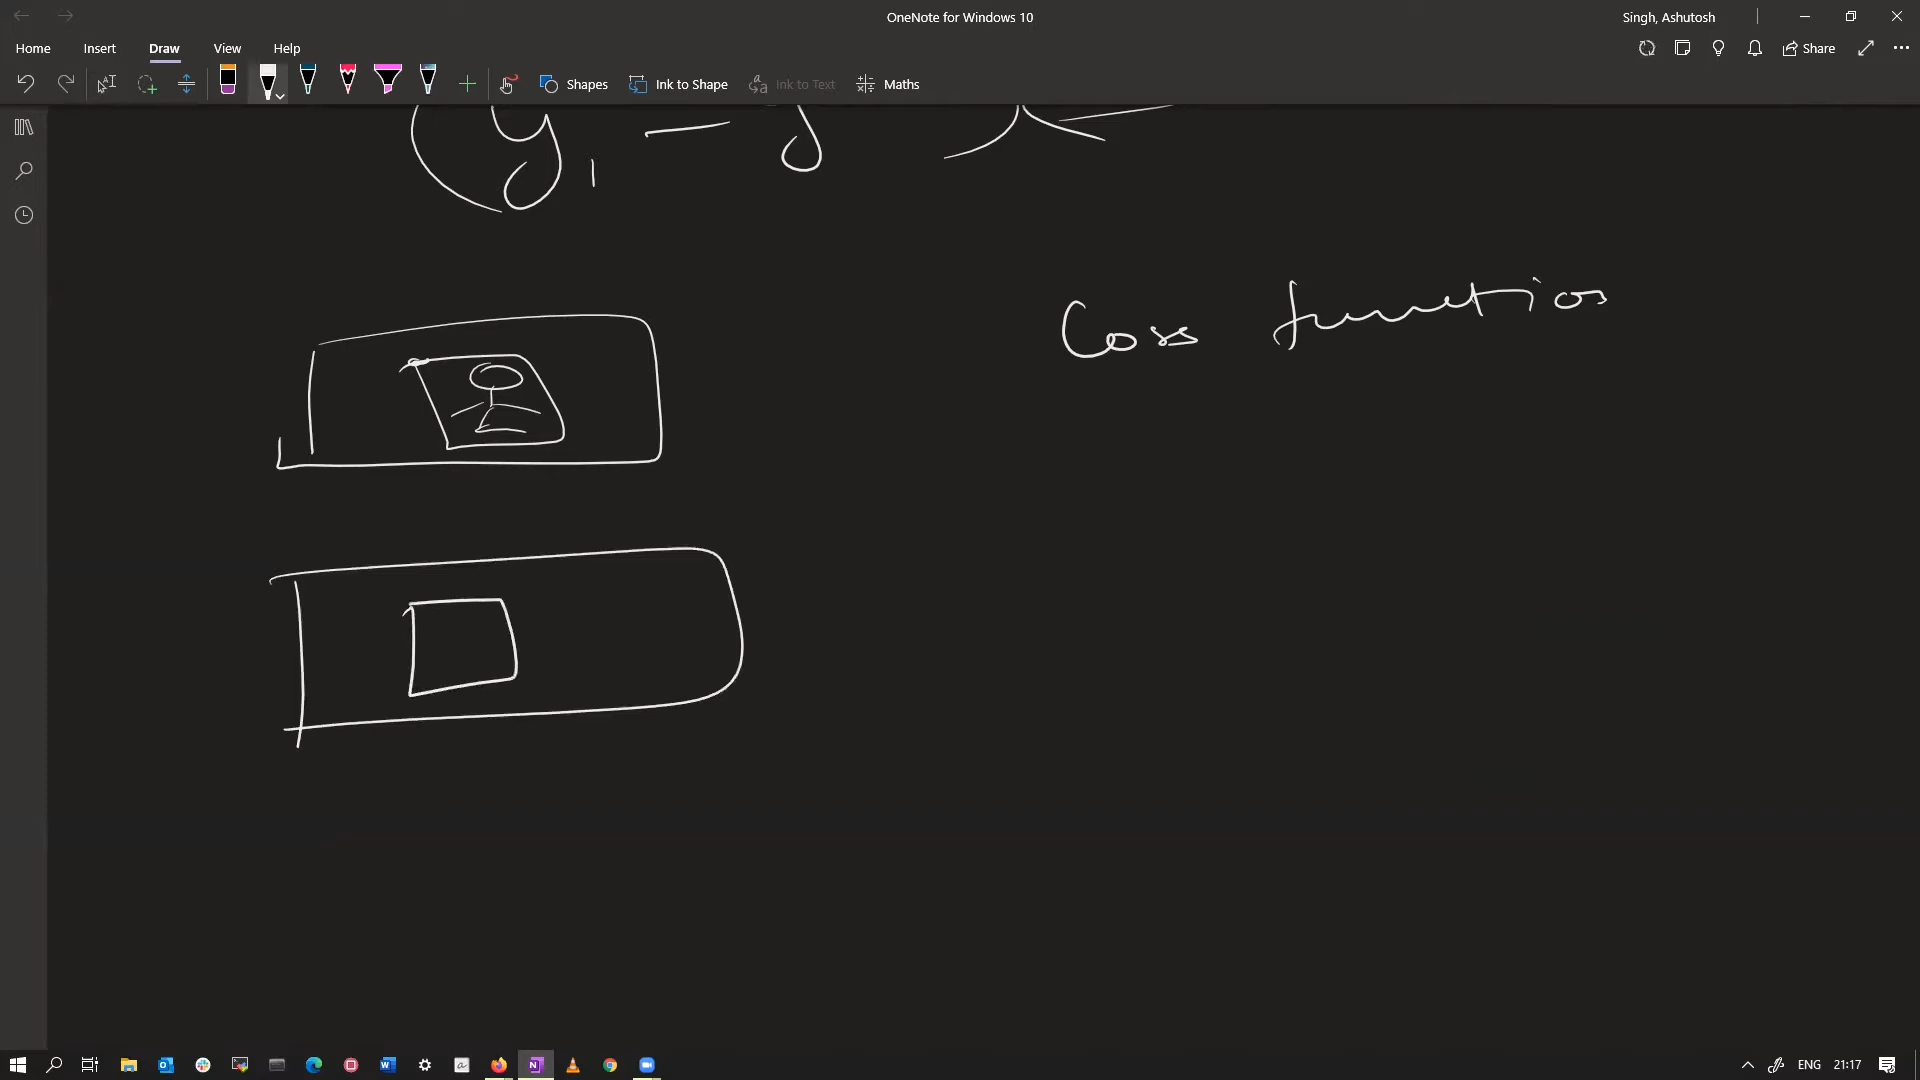 OneNote for Windows 10
Singh, Ashutosh
Home Insert Draw View Help
Share
Shapes Ink to Shape Ink to Text Maths
y1 - y
Loss function
ENG 21:17